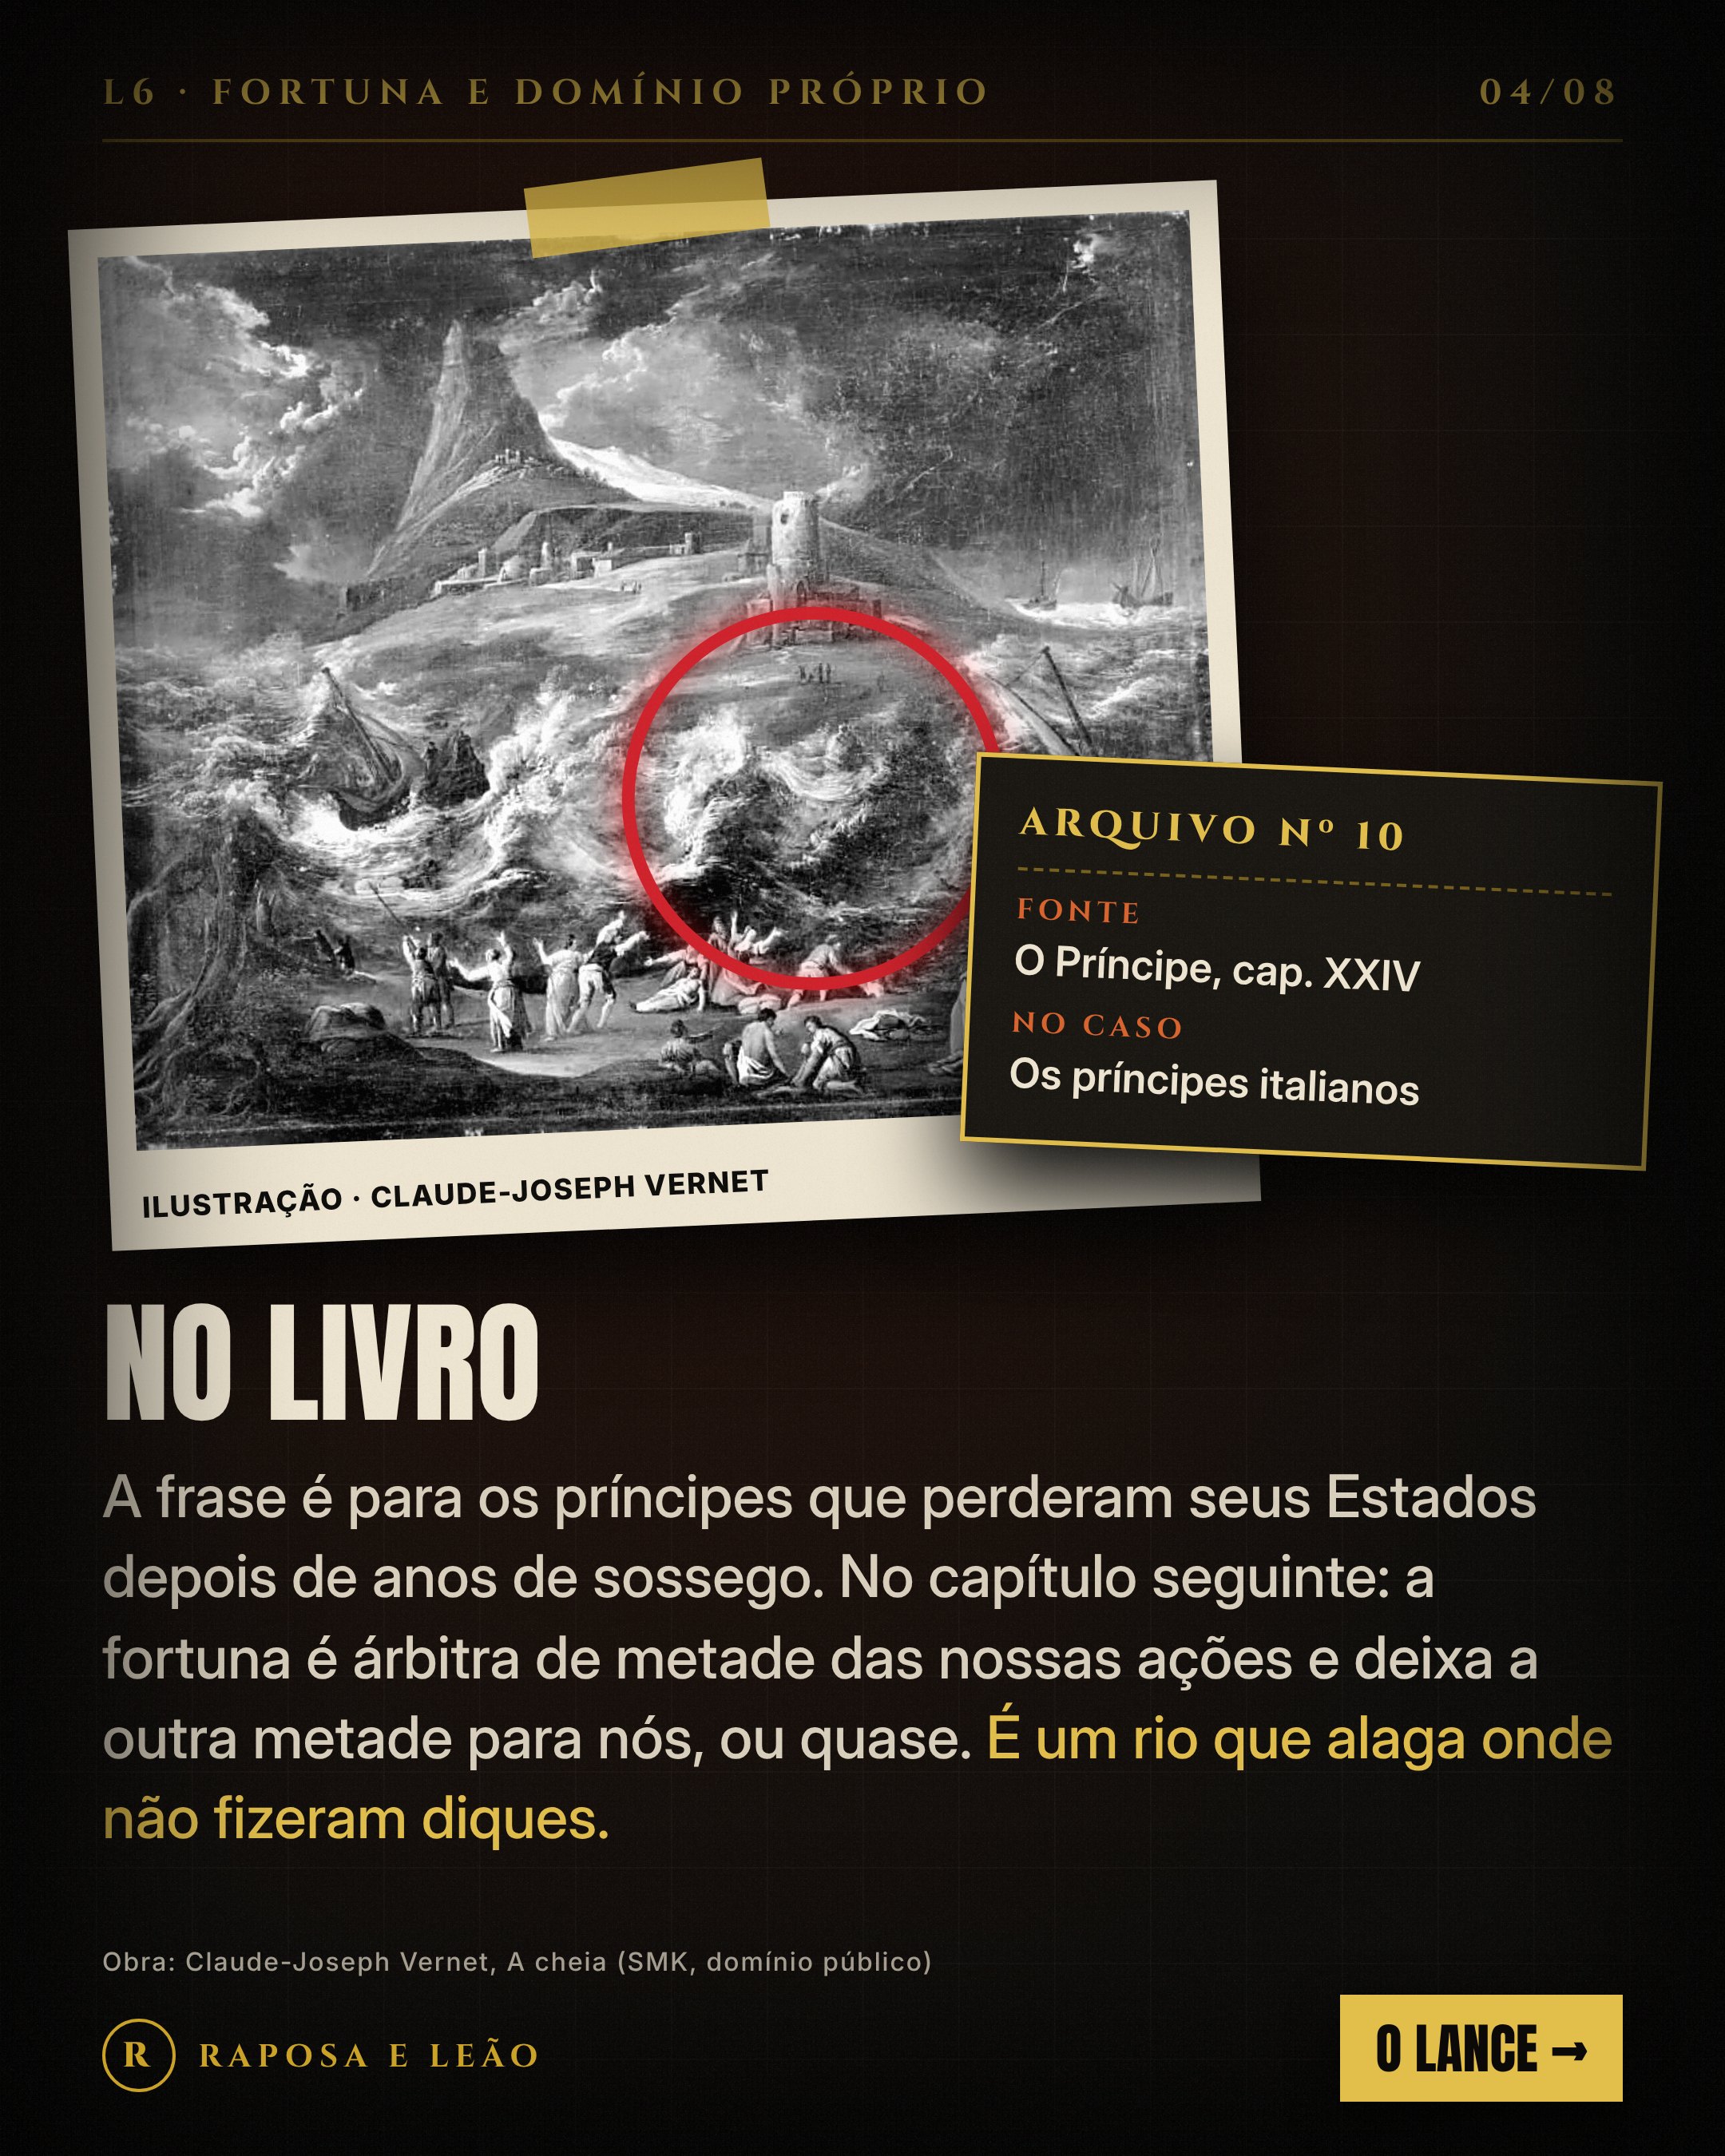 L6 · FORTUNA E DOMÍNIO PRÓPRIO
04/08
ARQUIVO Nº 10
FONTE
O Príncipe, cap. XXIV
NO CASO
Os príncipes italianos
ILUSTRAÇÃO · CLAUDE-JOSEPH VERNET
NO LIVRO
A frase é para os príncipes que perderam seus Estados
depois de anos de sossego. No capítulo seguinte: a
fortuna é árbitra de metade das nossas ações e deixa a
outra metade para nós, ou quase. É um rio que alaga onde
não fizeram diques.
Obra: Claude-Joseph Vernet, A cheia (SMK, domínio público)
R RAPOSA E LEÃO
O LANCE →